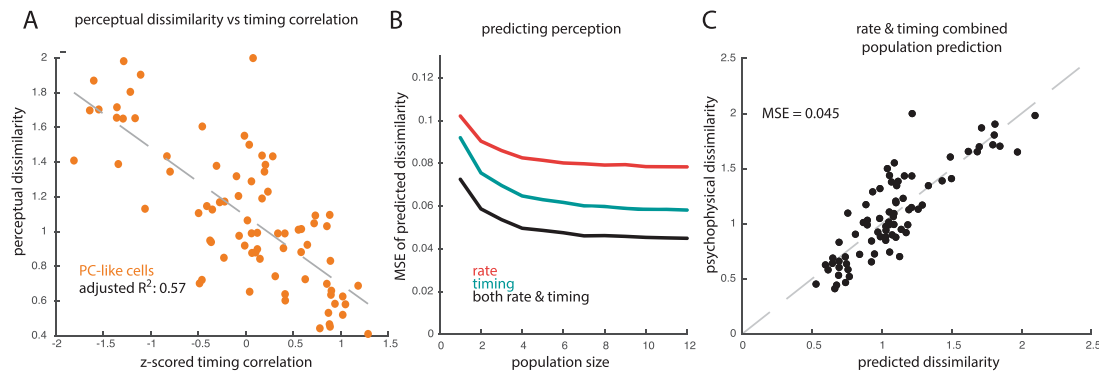 A
perceptual dissimilarity vs timing correlation
perceptual dissimilarity
2
1.8
1.6
1.4
1.2
1
0.8
0.6
0.4
PC-like cells
adjusted R²: 0.57
-2
-1.5
-1
-0.5
0
0.5
1
1.5
z-scored timing correlation
B
predicting perception
MSE of predicted dissimilarity
0.12
0.1
0.08
0.06
0.04
0.02
0
rate
timing
both rate & timing
0
2
4
6
8
10
12
population size
C
rate & timing combined
population prediction
psychophysical dissimilarity
2.5
2
1.5
1
0.5
0
MSE = 0.045
0
0.5
1
1.5
2
2.5
predicted dissimilarity